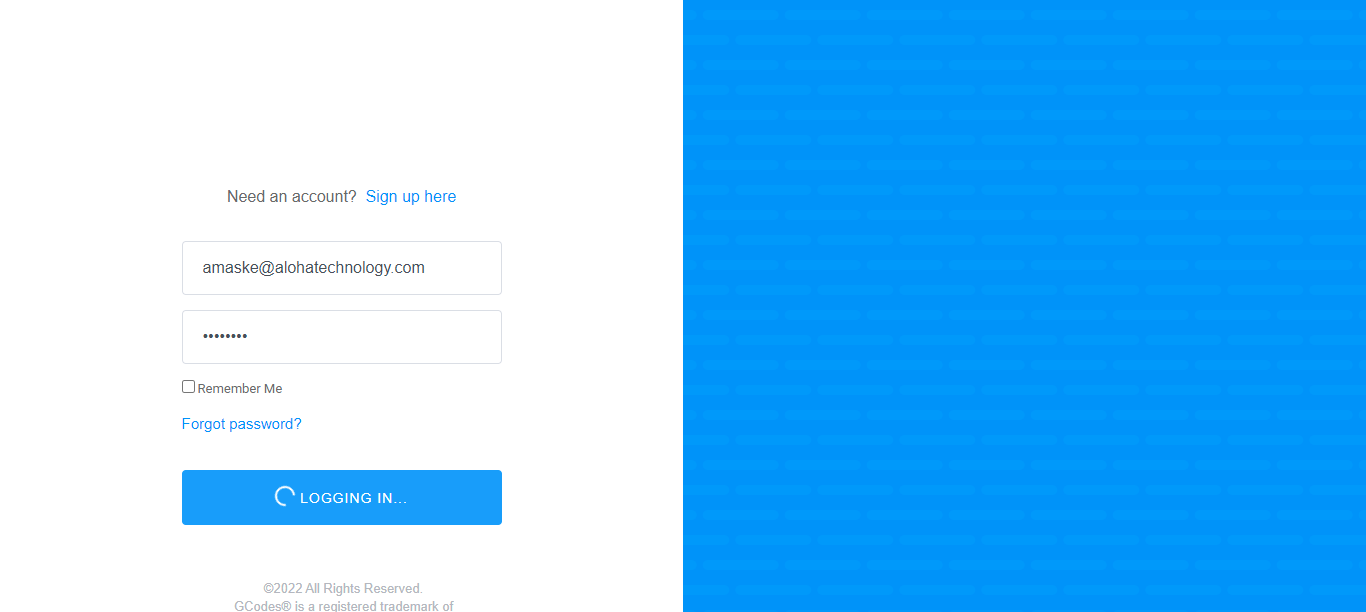 Need an account? Sign up here
amaske@alohatechnology.com
••••••••
Remember Me
Forgot password?
LOGGING IN...
©2022 All Rights Reserved.
GCodes® is a registered trademark of